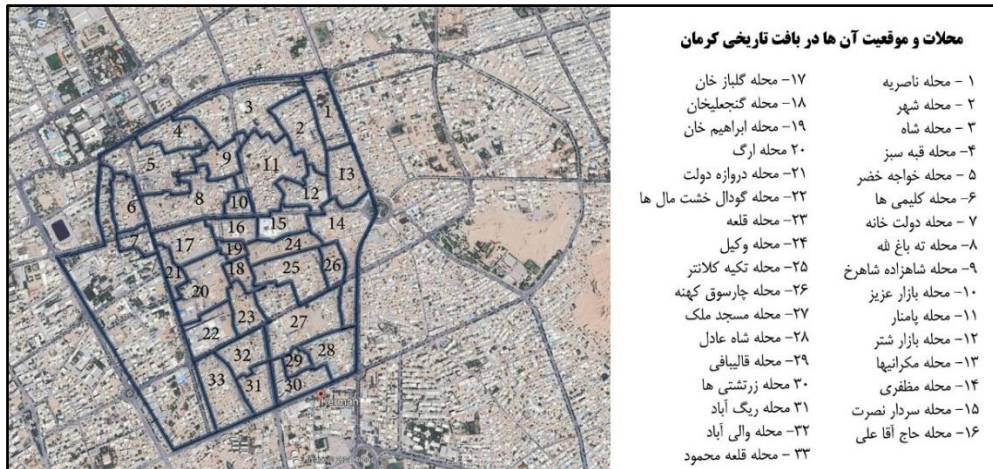 محلات و موقعیت آن ها در بافت تاریخی کرمان
۱- محله ناصریه
۲- محله شهر
۳- محله شاه
۴- محله قبه سبز
۵- محله خواجه خضر
۶- محله کلیمی ها
۷- محله دولت خانه
۸- محله ته باغ لله
۹- محله شاهزاده شاهرخ
۱۰- محله بازار عزیز
۱۱- محله پامنار
۱۲- محله بازار شتر
۱۳- محله مکرانیها
۱۴- محله مظفری
۱۵- محله سردار نصرت
۱۶- محله حاج آقا علی
۱۷- محله گلباز خان
۱۸- محله گنجعلیخان
۱۹- محله ابراهیم خان
۲۰ محله ارگ
۲۱- محله دروازه دولت
۲۲- محله گودال خشت مال ها
۲۳- محله قلعه
۲۴- محله وکیل
۲۵- محله تکیه کلانتر
۲۶- محله چارسوق کهنه
۲۷- محله مسجد ملک
۲۸- محله شاه عادل
۲۹- محله قالیبافی
۳۰ محله زرتشتی ها
۳۱ محله ریگ آباد
۳۲- محله والی آباد
۳۳- محله قلعه محمود
1
3
2
4
9
5
11
13
8
12
6
10
14
15
16
7
17
24
19
18
25
26
21
20
23
27
22
32
28
29
33
31
30
Kerman